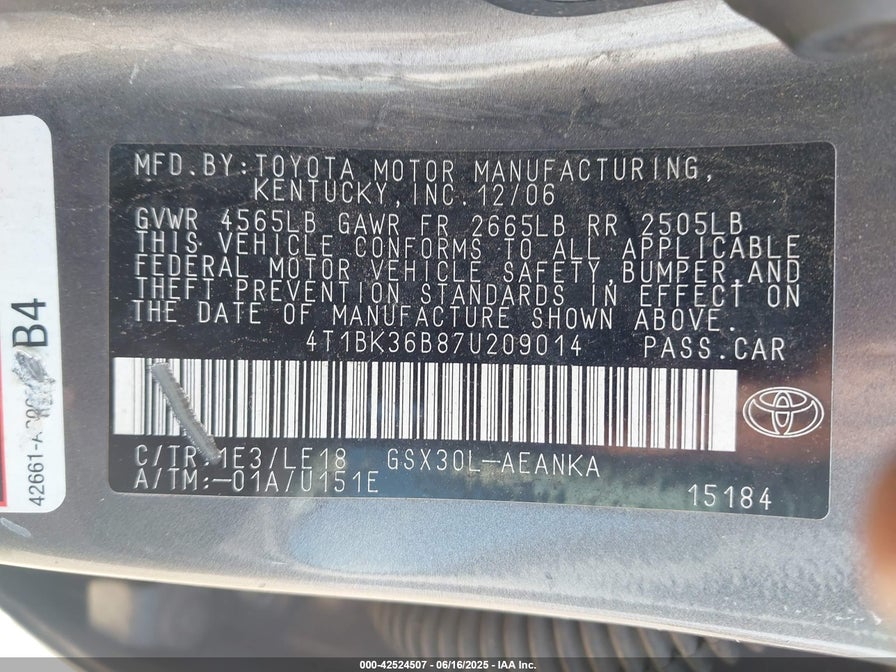 MFD.BY:TOYOTA MOTOR MANUFACTURING,
KENTUCKY,INC.12/06
GVWR 4565LB GAWR FR 2665LB RR 2505LB
THIS VEHICLE CONFORMS TO ALL APPLICABLE
FEDERAL MOTOR VEHICLE SAFETY,BUMPER,AND
THEFT PREVENTION STANDARDS IN EFFECT ON
THE DATE OF MANUFACTURE SHOWN ABOVE.
4T1BK36B87U209014 PASS.CAR
C/TR:1E3/LE18 GSX30L-AEANKA
A/TM:-01A/U151E
15184
B4
000-42524507 - 06/16/2025 - IAA Inc.